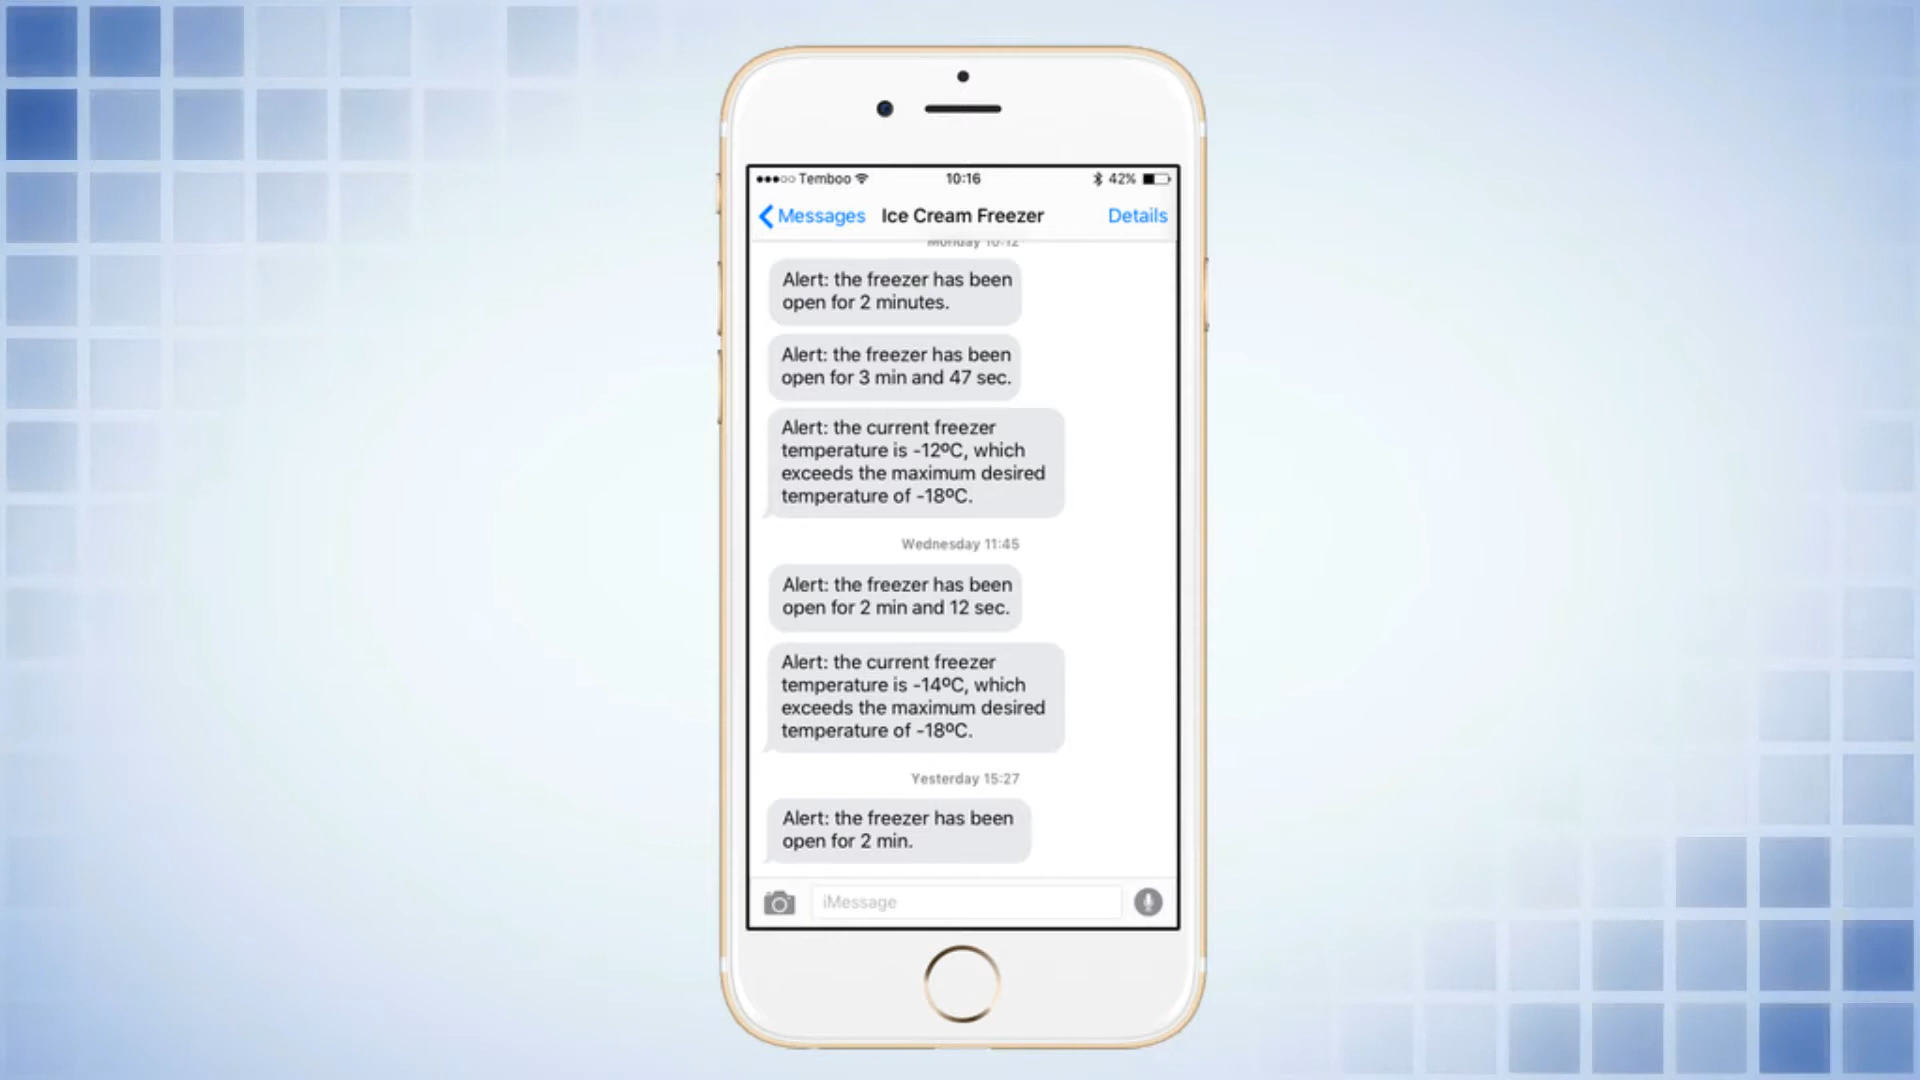 Temboo 10:16 42%
Messages Ice Cream Freezer Details
Monday 10:12
Alert: the freezer has been
open for 2 minutes.
Alert: the freezer has been
open for 3 min and 47 sec.
Alert: the current freezer
temperature is -12ºC, which
exceeds the maximum desired
temperature of -18ºC.
Wednesday 11:45
Alert: the freezer has been
open for 2 min and 12 sec.
Alert: the current freezer
temperature is -14ºC, which
exceeds the maximum desired
temperature of -18ºC.
Yesterday 15:27
Alert: the freezer has been
open for 2 min.
iMessage